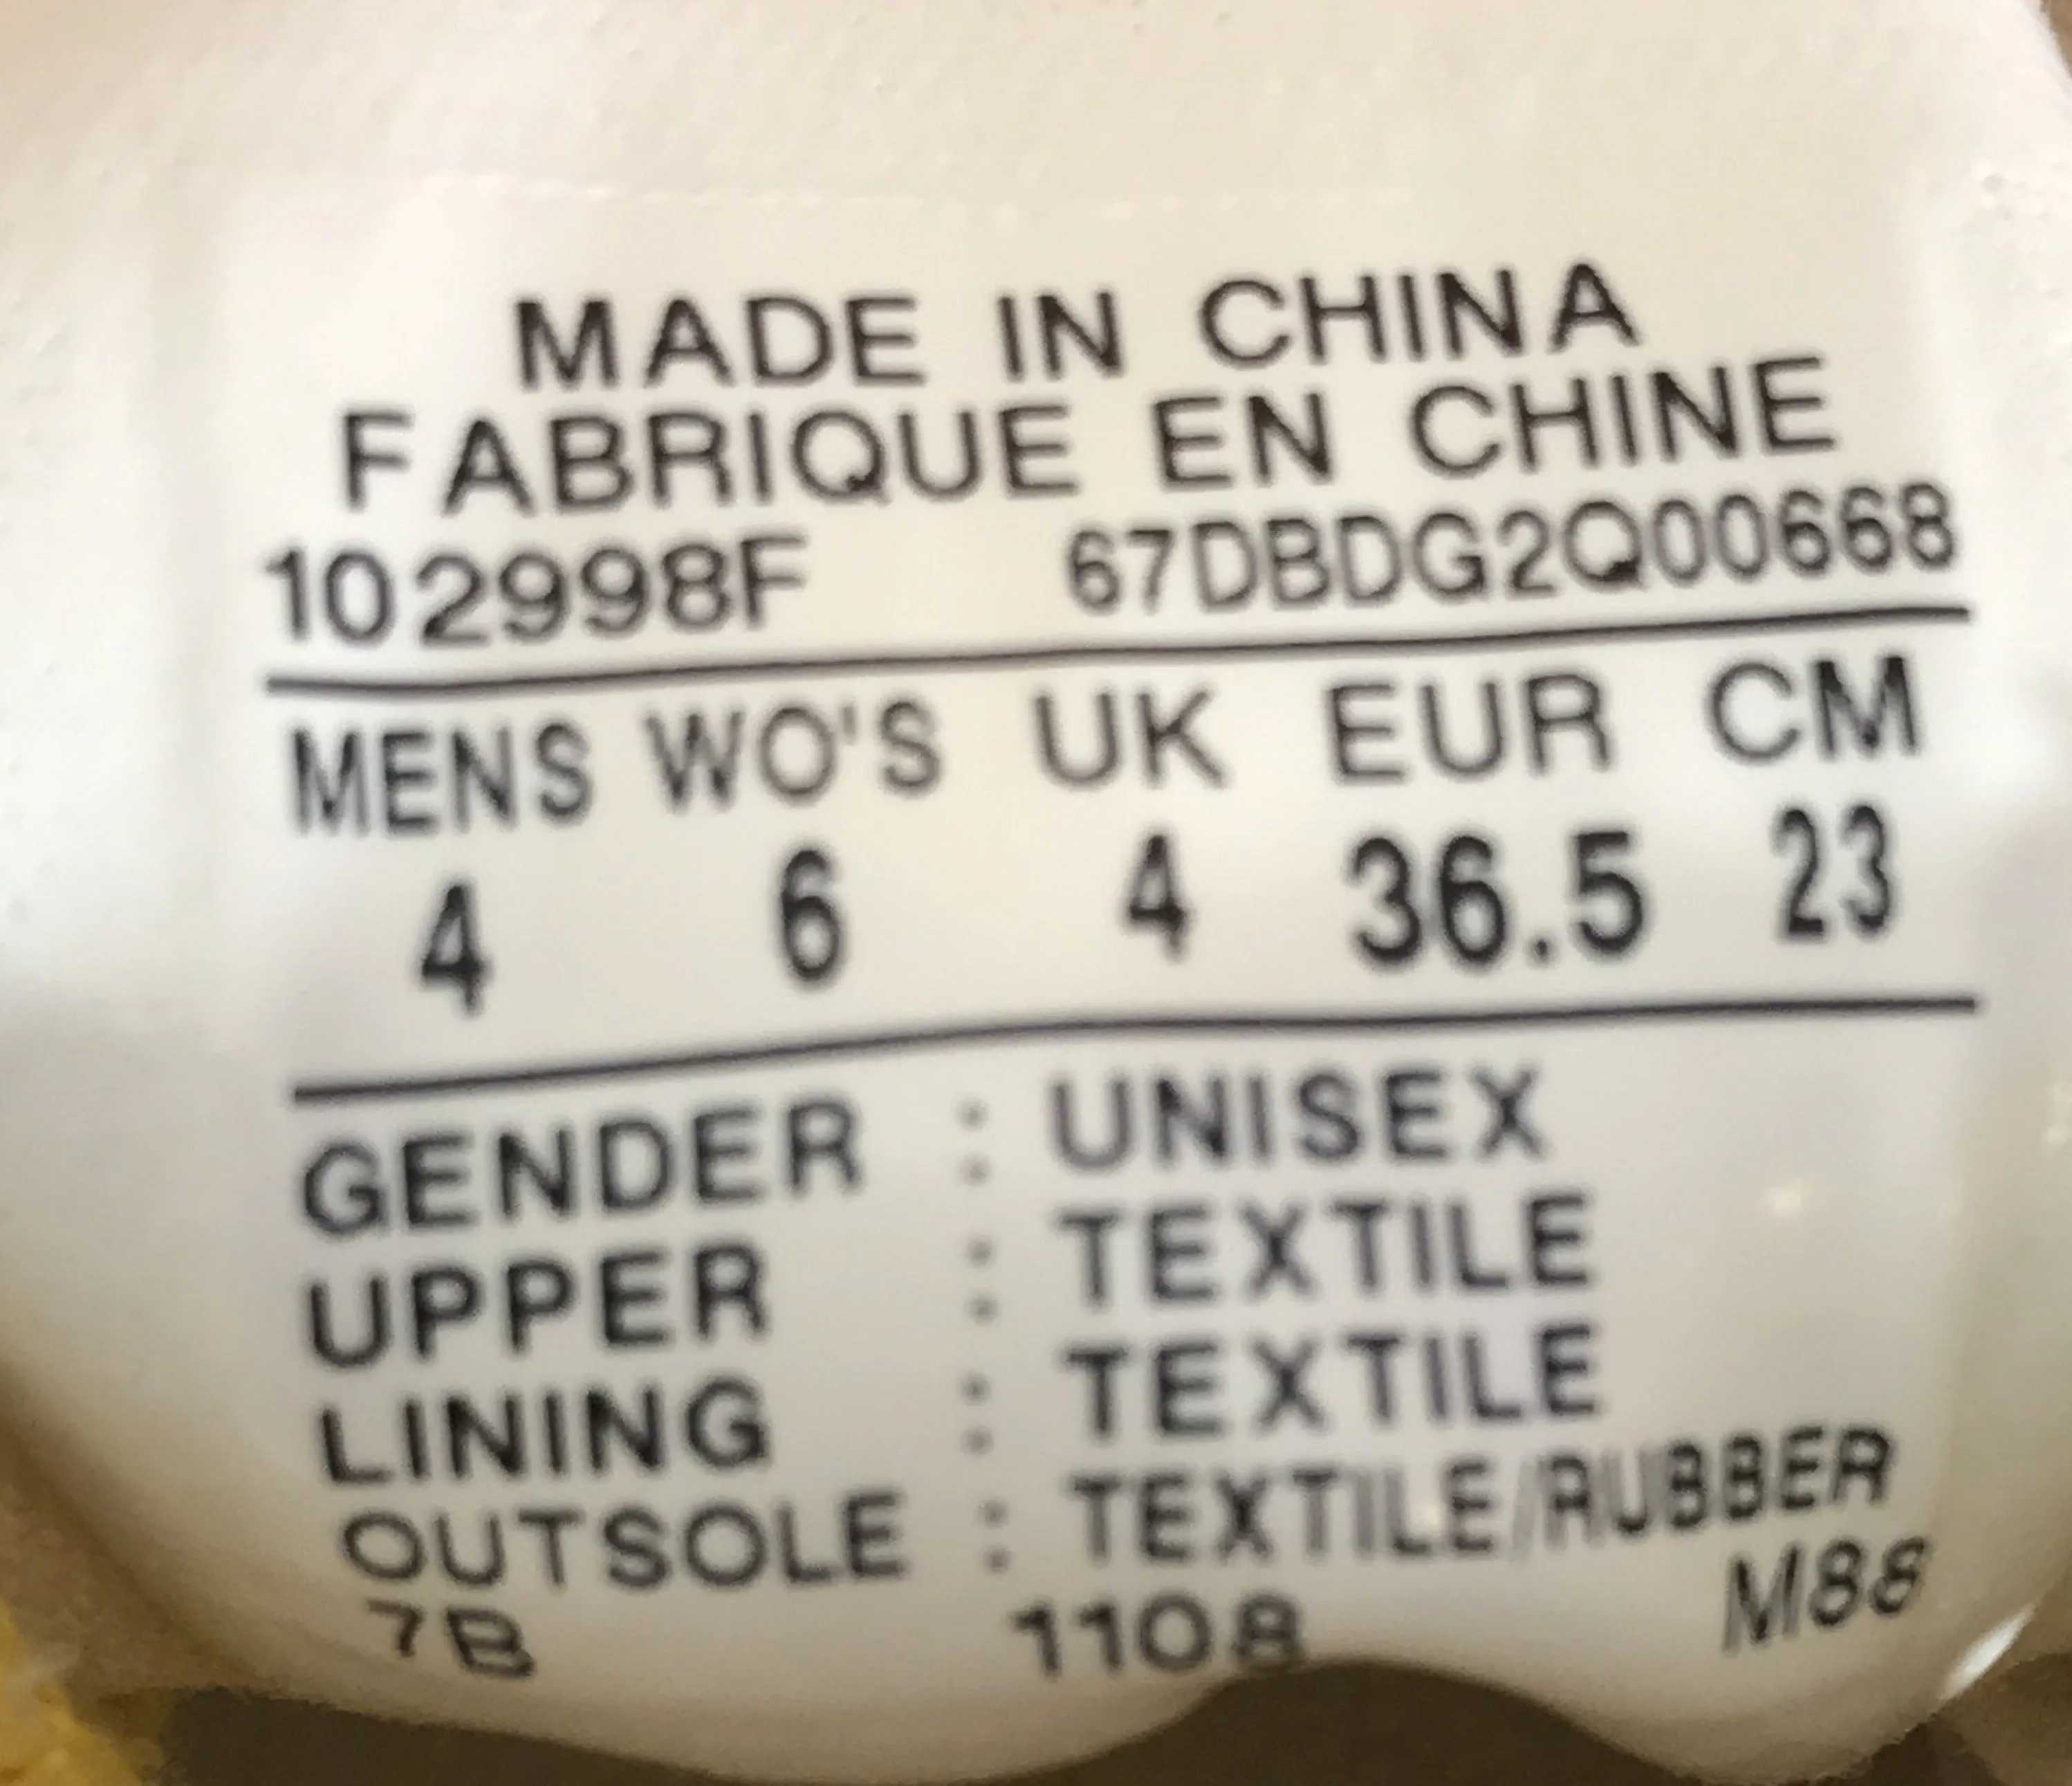 MADE IN CHINA
FABRIQUE EN CHINE
102998F 67DBDG2Q00668
MENS WO'S UK EUR CM
4 6 4 36.5 23
GENDER : UNISEX
UPPER : TEXTILE
LINING : TEXTILE
OUTSOLE : TEXTILE/RUBBER
7B 1108 M88